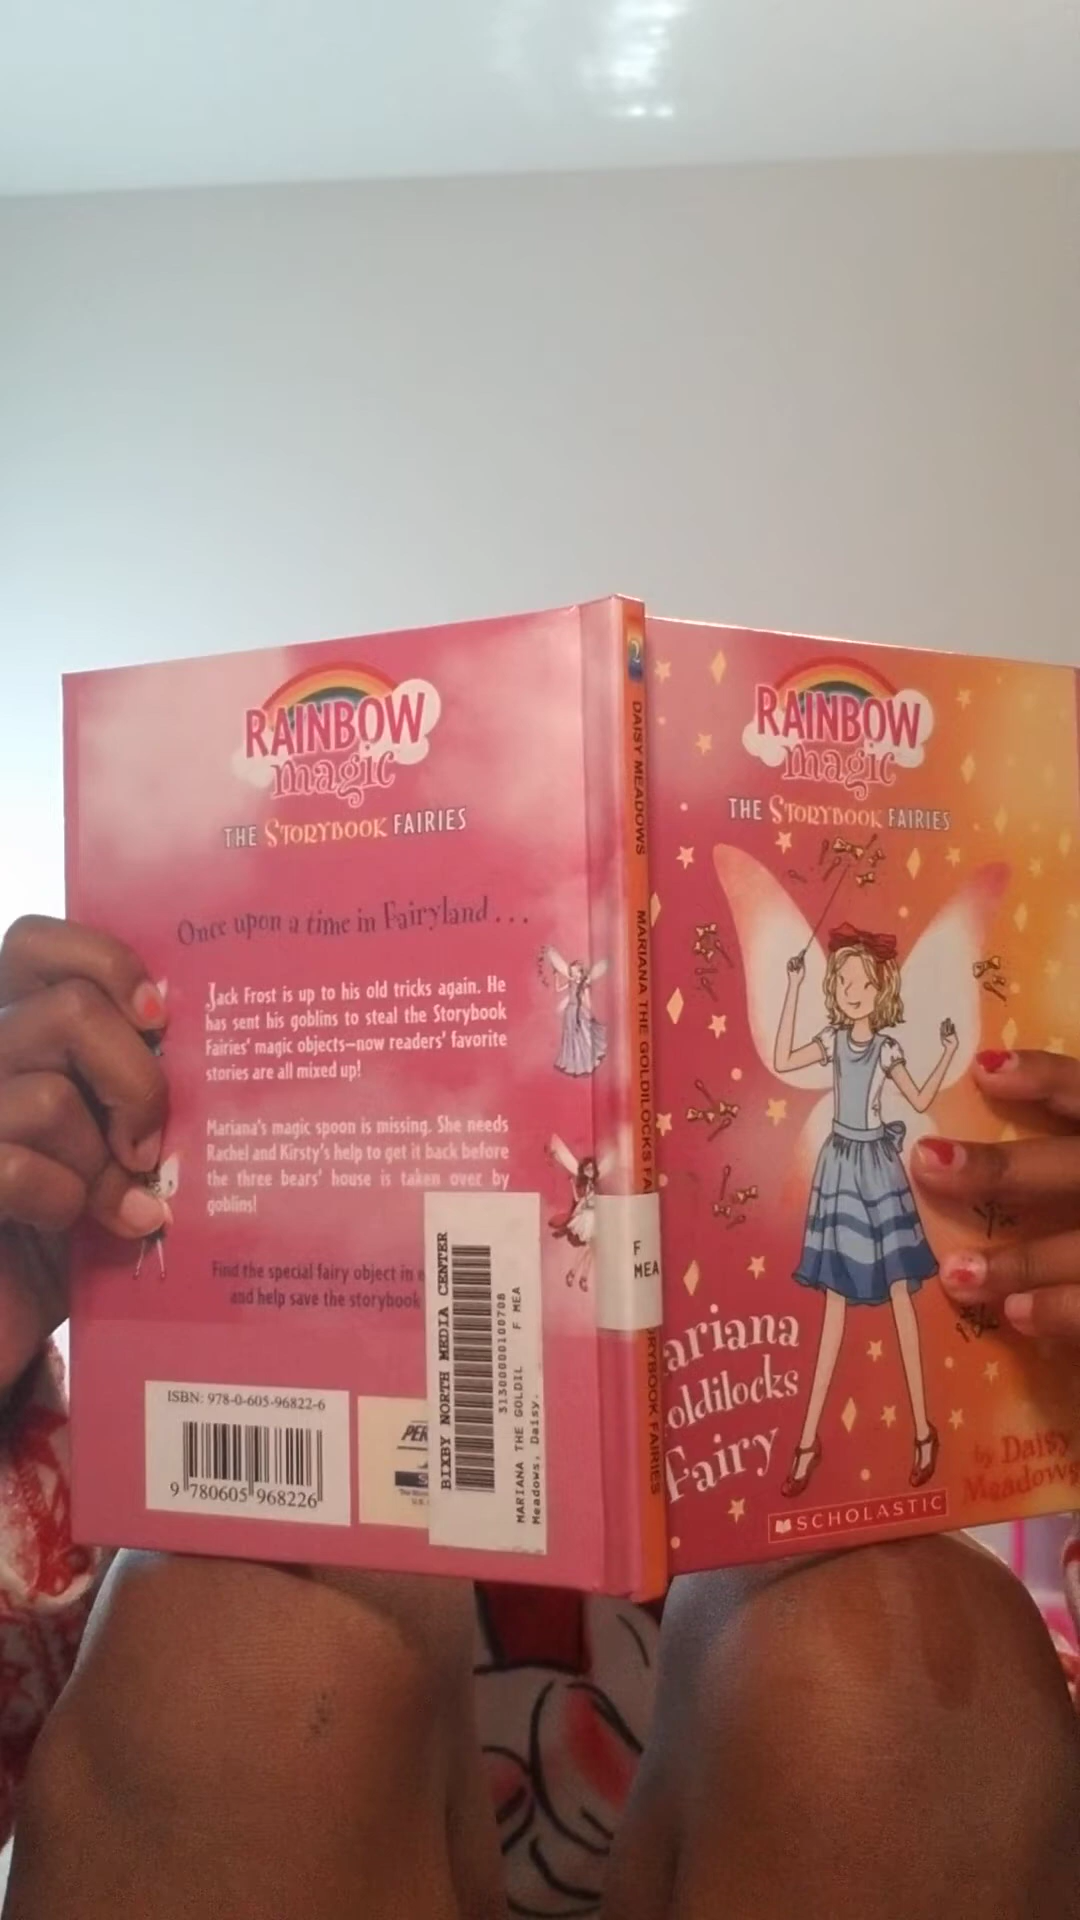 RAINBOW
magic
THE STORYBOOK FAIRIES
Once upon a time in Fairyland...
Jack Frost is up to his old tricks again. He
has sent his goblins to steal the Storybook
Fairies' magic objects—now readers' favorite
stories are all mixed up!
Mariana's magic spoon is missing. She needs
Rachel and Kirsty's help to get it back before
the three bears' house is taken over by
goblins!
Find the special fairy object in e
and help save the storybook
ISBN: 978-0-605-96822-6
9 780605 968226
PER
BIXBY NORTH MEDIA CENTER
31300000100708
MARIANA THE GOLDIL F MEA
Meadows, Daisy.
DAISY MEADOWS MARIANA THE GOLDILOCKS FA
ORYBOOK FAIRIES
F
MEA
RAINBOW
magic
THE STORYBOOK FAIRIES
ariana
oldilocks
Fairy
by Daisy
Meadows
SCHOLASTIC